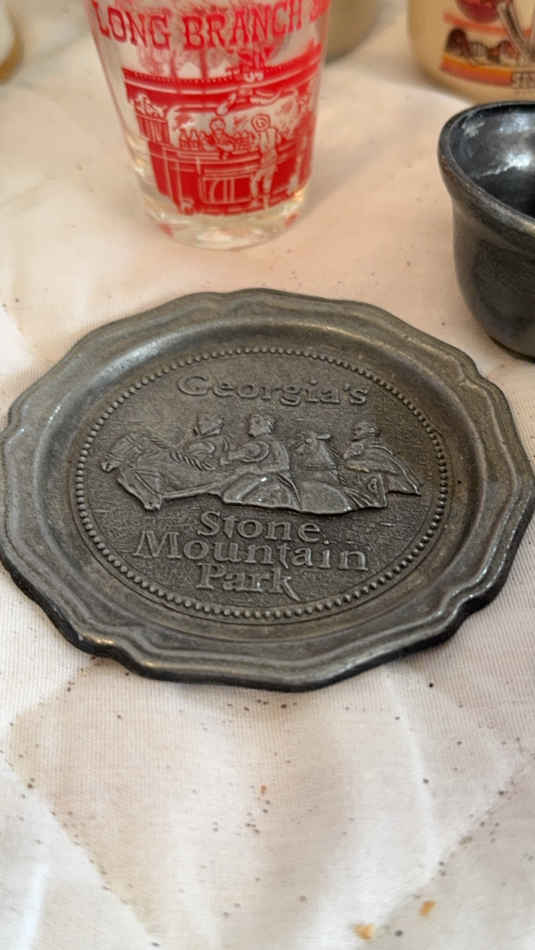 LONG BRANCH
Georgia's
Stone
Mountain
Park